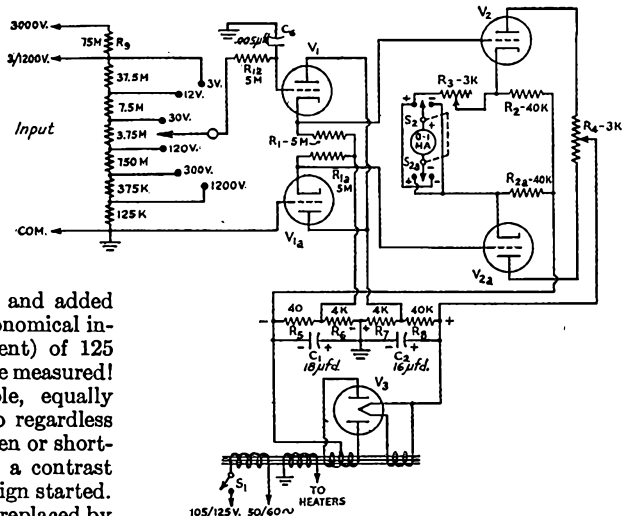 3000V.
75M R9
3/1200V.
37.5M
3V.
12V.
7.5M
30V.
Input
3.75M
120V.
750M
300V.
375K
1200V.
125K
COM.
C6
.005μf
R12
5M
V1
R1-5M
R1a
5M
V1a
V2
R3-3K
S2
0-1
MA
S2a
R2-40K
R4-3K
R2a-40K
V2a
- 40 4K 4K 40K +
R5 R6 - + R7 R8
C1 C2
18μfd. 16μfd.
V3
S1
TO
HEATERS
105/125V. 50/60~
and added
onomical in-
ent) of 125
e measured!
ole, equally
o regardless
en or short-
a contrast
ign started.
replaced by